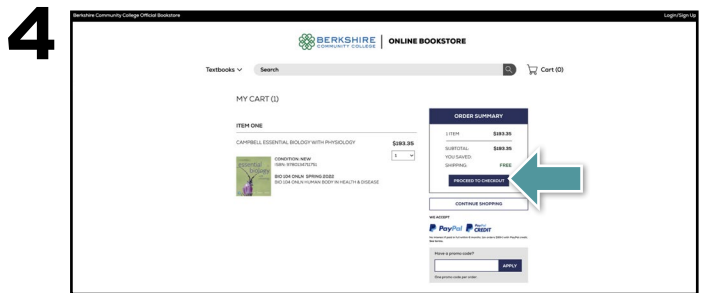 4
Berkshire Community College Official Bookstore
Login/Sign Up
BERKSHIRE
COMMUNITY COLLEGE
ONLINE BOOKSTORE
Textbooks
Search
Cart (0)
MY CART (1)
ITEM ONE
CAMPBELL ESSENTIAL BIOLOGY WITH PHYSIOLOGY
$193.35
1
essential
biology
CONDITION: NEW
BIO 104 ONLN SPRING 2022
BIO 104 ONLN HUMAN BODY IN HEALTH & DISEASE
ORDER SUMMARY
1 ITEM
$193.35
SUBTOTAL:
$193.35
YOU SAVED:
SHIPPING:
FREE
PROCEED TO CHECKOUT
CONTINUE SHOPPING
WE ACCEPT
PayPal
PayPal
CREDIT
Have a promo code?
APPLY
One promo code per order.